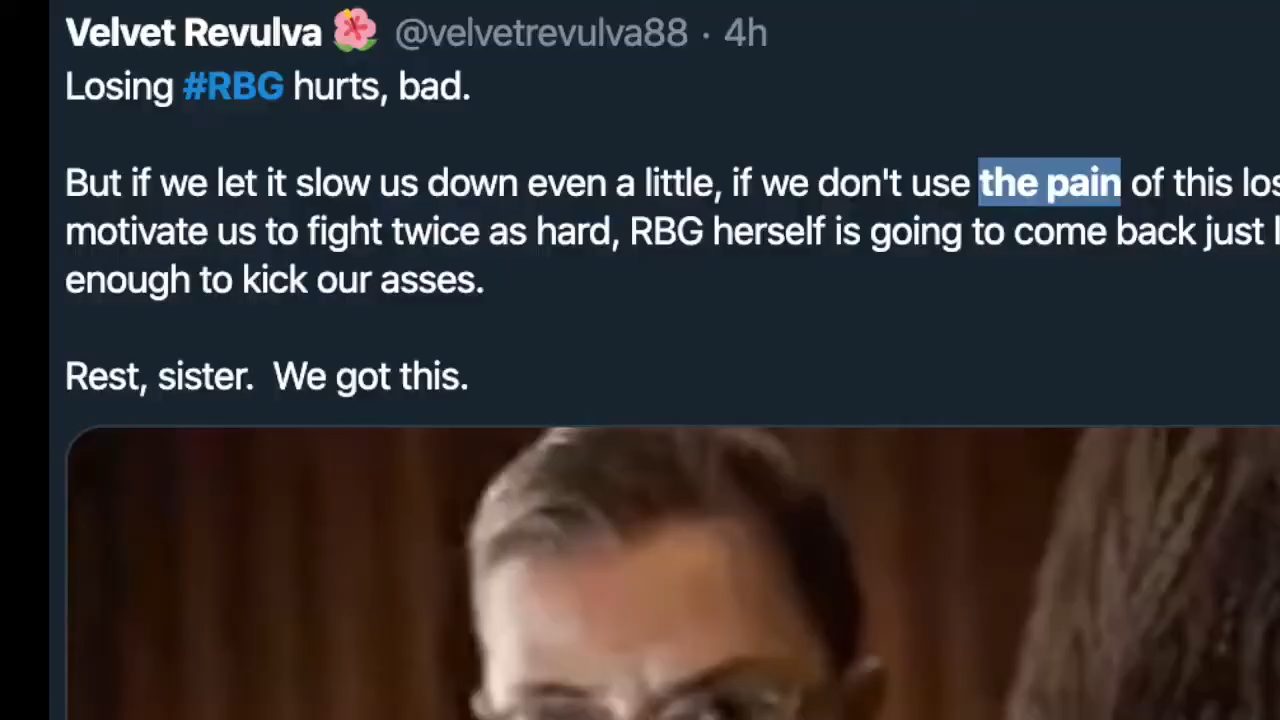 Velvet Revulva 🌺 @velvetrevulva88 · 4h
Losing #RBG hurts, bad.
But if we let it slow us down even a little, if we don't use the pain of this
motivate us to fight twice as hard, RBG herself is going to come back just
enough to kick our asses.
Rest, sister. We got this.